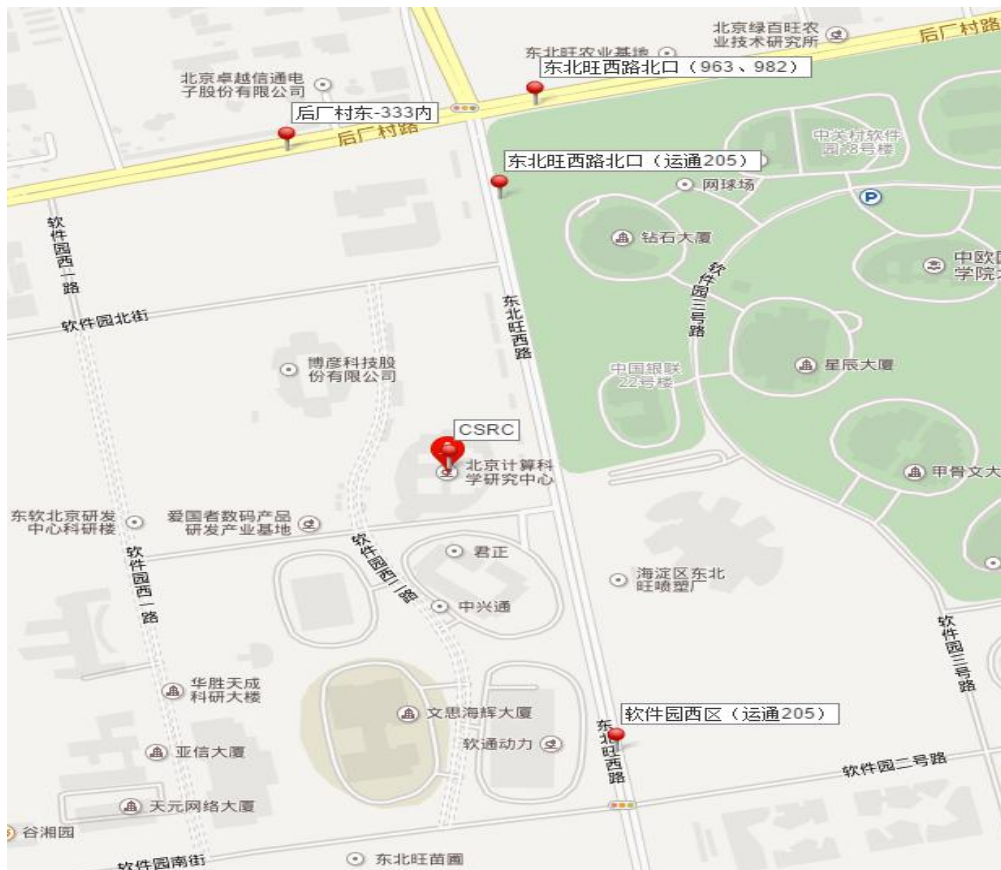 北京绿百旺农
业技术研究所
后厂村路
东北旺农业基地
东北旺西路北口（963、982）
北京卓越信通电
子股份有限公司
后厂村东-333内
后厂村路
中关村软件
园18号楼
东北旺西路北口（运通205）
网球场
P
钻石大厦
软件园西一路
中欧国
学院北
软件园三号路
软件园北街
东北旺西路
博彦科技股
份有限公司
中国银联
22号楼
星辰大厦
CSRC
北京计算科
学研究中心
甲骨文大
东软北京研发
中心科研楼
爱国者数码产品
研发产业基地
软件园西一路
软件园西二路
君正
海淀区东北
旺喷塑厂
中兴通
软件园三号路
华胜天成
科研大楼
文思海辉大厦
软件园西区（运通205）
东北旺西路
软通动力
亚信大厦
软件园二号路
天元网络大厦
谷湘园
软件园南街
东北旺苗圃